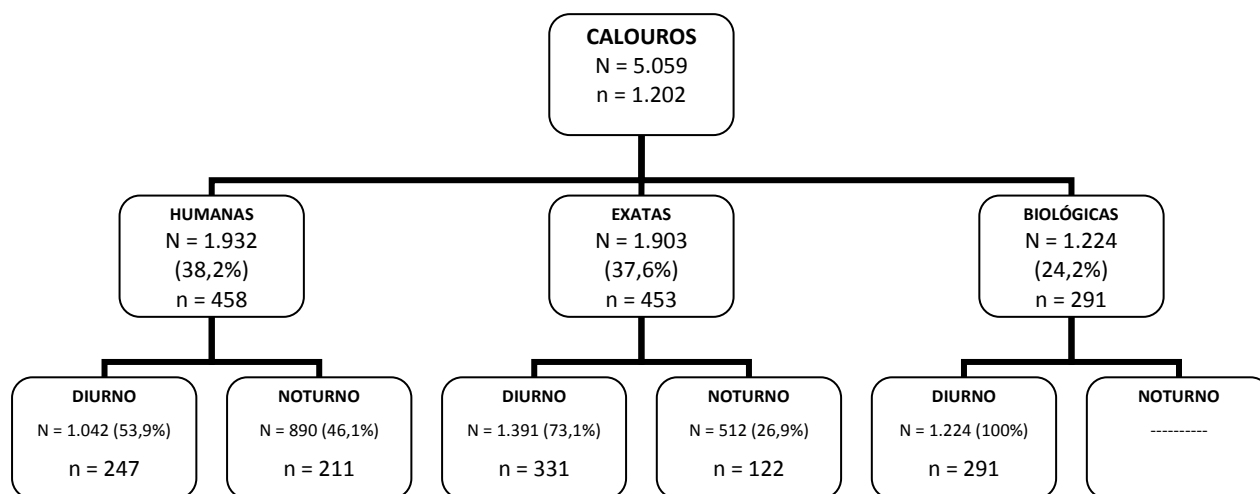 CALOUROS
N = 5.059
n = 1.202
HUMANAS
N = 1.932
(38,2%)
n = 458
EXATAS
N = 1.903
(37,6%)
n = 453
BIOLÓGICAS
N = 1.224
(24,2%)
n = 291
DIURNO
N = 1.042 (53,9%)
n = 247
NOTURNO
N = 890 (46,1%)
n = 211
DIURNO
N = 1.391 (73,1%)
n = 331
NOTURNO
N = 512 (26,9%)
n = 122
DIURNO
N = 1.224 (100%)
n = 291
NOTURNO
----------